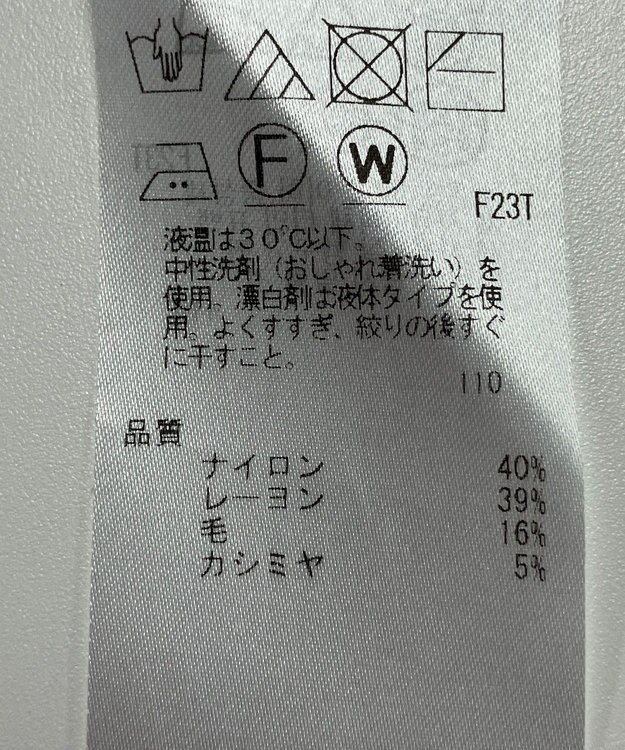 F
W
F23T
液温は30℃以下。
中性洗剤（おしゃれ着洗い）を
使用。漂白剤は液体タイプを使
用。よくすすぎ、絞りの後すぐ
に干すこと。
110
品質
ナイロン 40%
レーヨン 39%
毛 16%
カシミヤ 5%